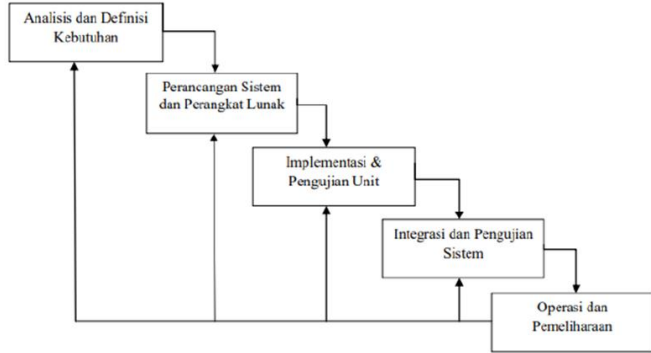 Analisis dan Definisi
Kebutuhan
Perancangan Sistem
dan Perangkat Lunak
Implementasi &
Pengujian Unit
Integrasi dan Pengujian
Sistem
Operasi dan
Pemeliharaan